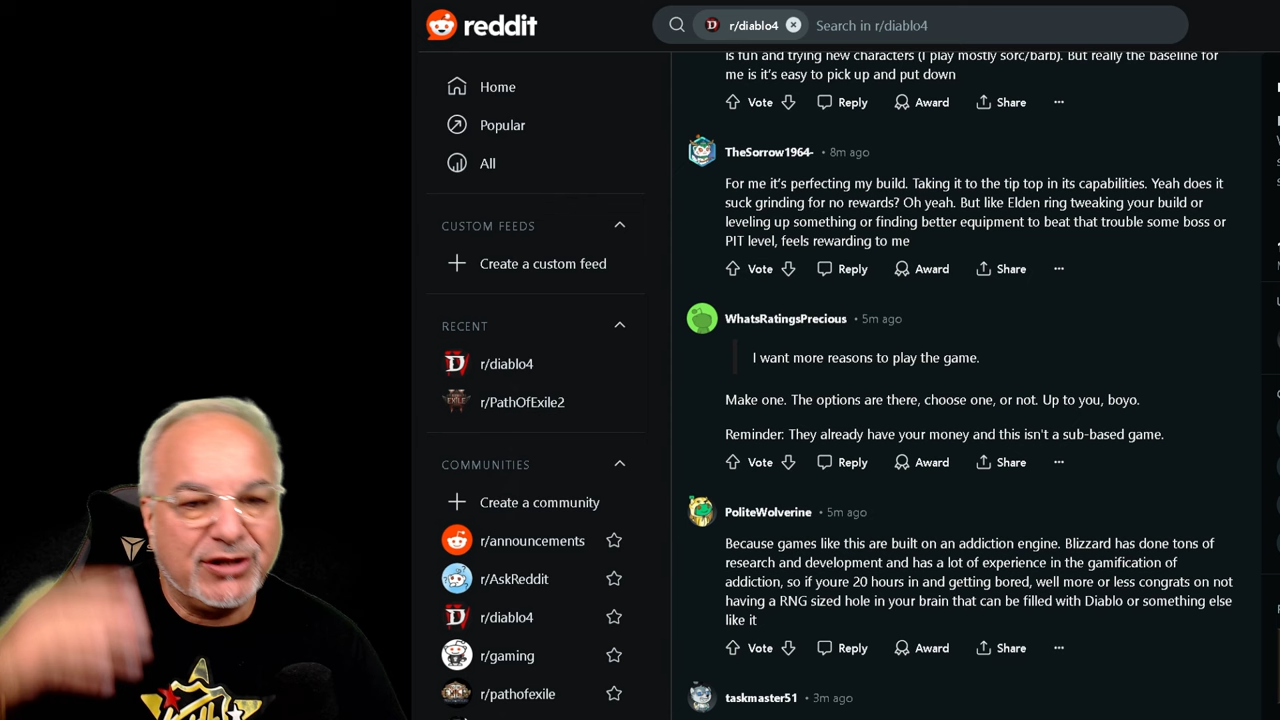 reddit
r/diablo4
Search in r/diablo4
Home
Popular
All
CUSTOM FEEDS
Create a custom feed
RECENT
r/diablo4
r/PathOfExile2
COMMUNITIES
Create a community
r/announcements
r/AskReddit
r/diablo4
r/gaming
r/pathofexile
is fun and trying new characters (I play mostly sorc/barb). But really the baseline for
me is it's easy to pick up and put down
Vote Reply Award Share
TheSorrow1964- • 8m ago
For me it's perfecting my build. Taking it to the tip top in its capabilities. Yeah does it
suck grinding for no rewards? Oh yeah. But like Elden ring tweaking your build or
leveling up something or finding better equipment to beat that trouble some boss or
PIT level, feels rewarding to me
Vote Reply Award Share
WhatsRatingsPrecious • 5m ago
I want more reasons to play the game.
Make one. The options are there, choose one, or not. Up to you, boyo.
Reminder: They already have your money and this isn't a sub-based game.
Vote Reply Award Share
PoliteWolverine • 5m ago
Because games like this are built on an addiction engine. Blizzard has done tons of
research and development and has a lot of experience in the gamification of
addiction, so if youre 20 hours in and getting bored, well more or less congrats on not
having a RNG sized hole in your brain that can be filled with Diablo or something else
like it
Vote Reply Award Share
taskmaster51 • 3m ago